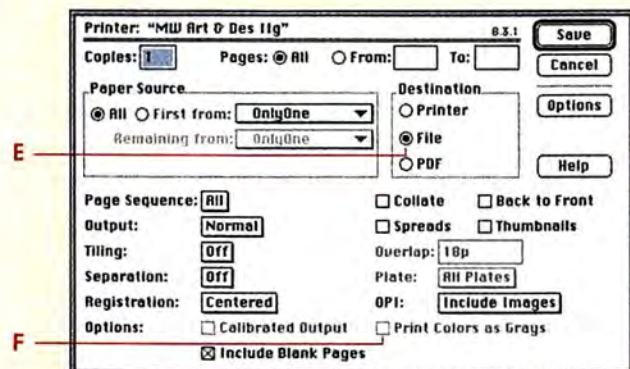 Printer: “MW Art & Des IIg” 8.3.1 Save
Copies: 1 Pages: All From: To: Cancel
Paper Source Destination
All First from: OnlyOne Printer Options
Remaining from: OnlyOne File
E
PDF Help
Page Sequence: All Collate Back to Front
Output: Normal Spreads Thumbnails
Tiling: Off Overlap: 18p
Separation: Off Plate: All Plates
Registration: Centered OPI: Include Images
Options: Calibrated Output Print Colors as Grays
F
Include Blank Pages